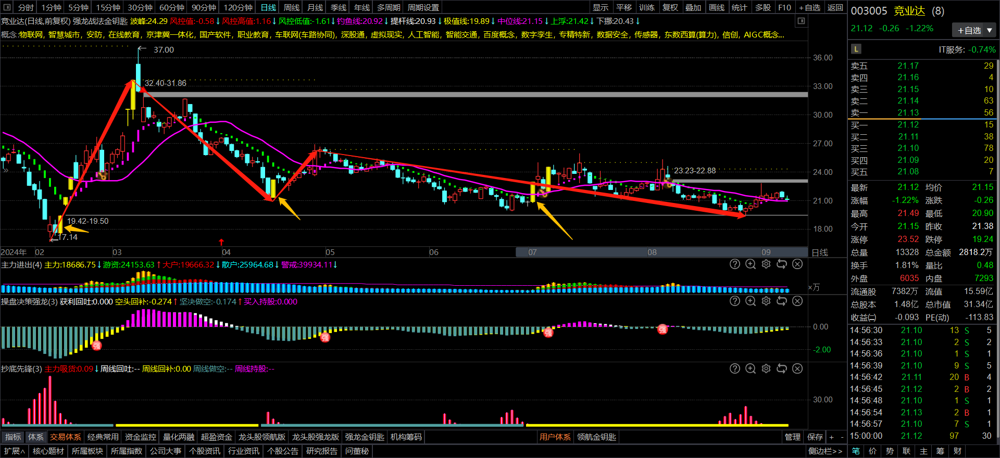 分时 1分钟 5分钟 15分钟 30分钟 60分钟 90分钟 120分钟 日线 周线 月线 季线 年线 多周期 周期设置 显示 平移 训练 复权 叠加 画线 统计 多股 F10 +自选 返回
竞业达(日线,前复权) 强龙战法金钥匙 波峰:24.29 风控值:-0.58↓风控高值:1.16↓风控低值:-1.61↓钓鱼线:20.92↓提杆线:20.93↓极值线:19.89↓中位线:21.15↓上浮:21.42↓下挪:20.43↓
概念:物联网, 智慧城市, 安防, 在线教育, 京津冀一体化, 国产软件, 职业教育, 车联网(车路协同), 深股通, 虚拟现实, 人工智能, 智能交通, 百度概念, 数字孪生, 专精特新, 数据安全, 传感器, 东数西算(算力), 信创, AIGC概念...
37.00
36.00
32.40-31.86
33.00
30.00
27.00
23.23-22.88
24.00
21.00
19.42-19.50
18.00
17.14
2024年 02 03 04 05 06 07 08 09 日线
主力进出(4) 主力:18686.75↓游资:24153.63↑大户:19666.32↓散户:25964.68↓警戒:39934.11↓
×万
操盘决策强龙(3) 获利回吐:0.000 空头回补:-0.274↑坚决做空:-0.174↑买入持股:0.000
强 强 强 强
0.00
-2.00
抄底先锋(3) 主力吸货:0.09↓周线回吐:-- 周线回补:0.00 周线做空:-- 周线持股:--
30.00
指标 体系 交易体系 经典常用 资金监控 量化两融 超盈资金 龙头股领航版 龙头股强龙版 强龙金钥匙 机构筹码 用户体系 领航金钥匙 管理 保存 + -
扩展∧ 核心题材 所属板块 所属指数 公司大事 个股资讯 行业资讯 个股公告 研究报告 问董秘 侧边栏>>
003005 竞业达 (8)
21.12 -0.26 -1.22% +自选 ▼
L IT服务: -0.74%
卖五 21.17 29
卖四 21.16 4
卖三 21.15 10
卖二 21.14 63
卖一 21.13 56
买一 21.12 15
买二 21.11 38
买三 21.10 78
买四 21.09 20
买五 21.08 7
最新 21.12 均价 21.15
涨幅 -1.22% 涨跌 -0.26
最高 21.49 最低 20.90
今开 21.15 昨收 21.38
涨停 23.52 跌停 19.24
总量 13328 总金额 2818.2万
换手 1.81% 量比 0.48
外盘 6035 内盘 7293
流通股 7382万 流值 15.59亿
总股本 1.48亿 总市值 31.34亿
收益㈡ -0.093 PE(动) -113.83
14:56:30 21.10 13 S 5
14:56:33 21.10 2 S 2
14:56:36 21.10 1 S 1
14:56:39 21.10 9 S 5
14:56:42 21.11 20 B 4
14:56:45 21.12 2 B 2
14:56:48 21.10 1 S 1
14:56:54 21.13 2 B 1
14:56:57 21.10 7 S 1
15:00:00 21.12 97 30
笔 价 势 联 主 筹 财